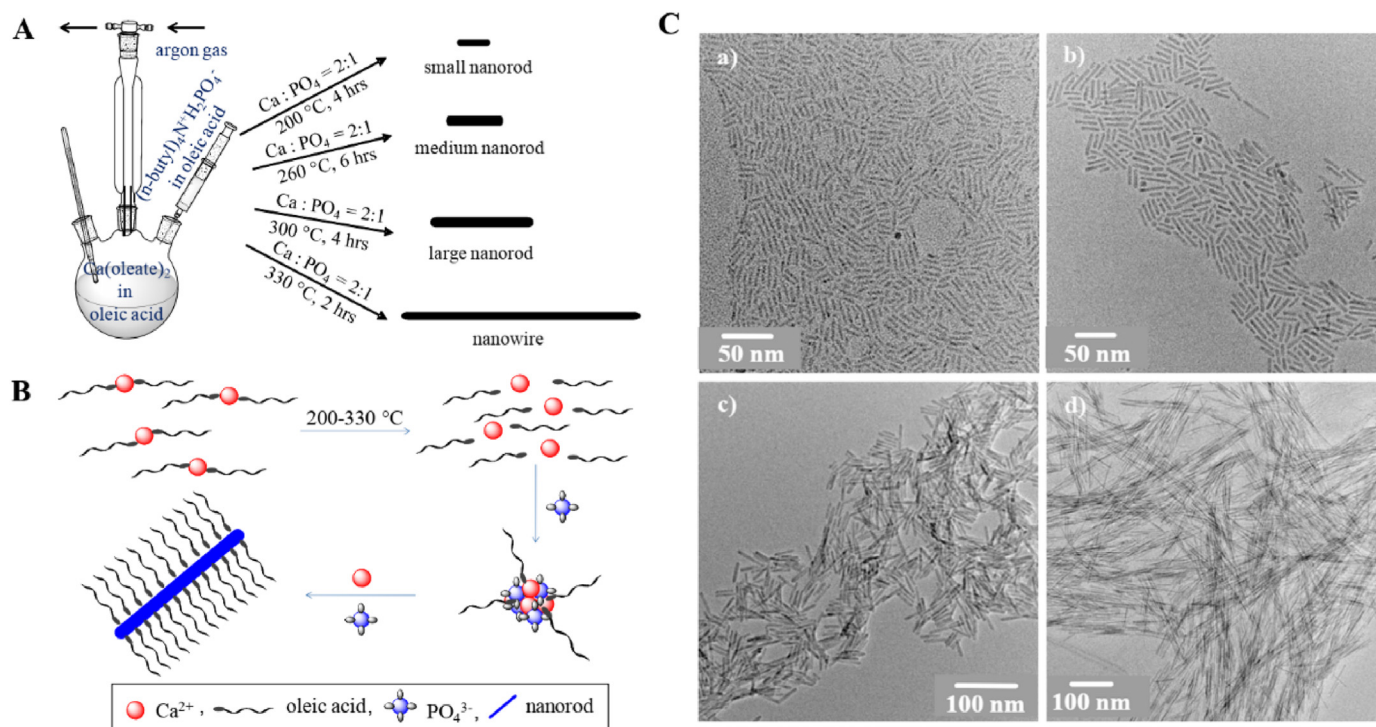 A
argon gas
(n-butyl)₄N⁺H₂PO₄⁻
in oleic acid
Ca(oleate)₂
in
oleic acid
Ca : PO₄ = 2:1
200 °C, 4 hrs
small nanorod
Ca : PO₄ = 2:1
260 °C, 6 hrs
medium nanorod
Ca : PO₄ = 2:1
300 °C, 4 hrs
large nanorod
Ca : PO₄ = 2:1
330 °C, 2 hrs
nanowire
B
200-330 °C
Ca²⁺ , oleic acid, PO₄³⁻ , nanorod
C
a)
50 nm
b)
50 nm
c)
100 nm
d)
100 nm